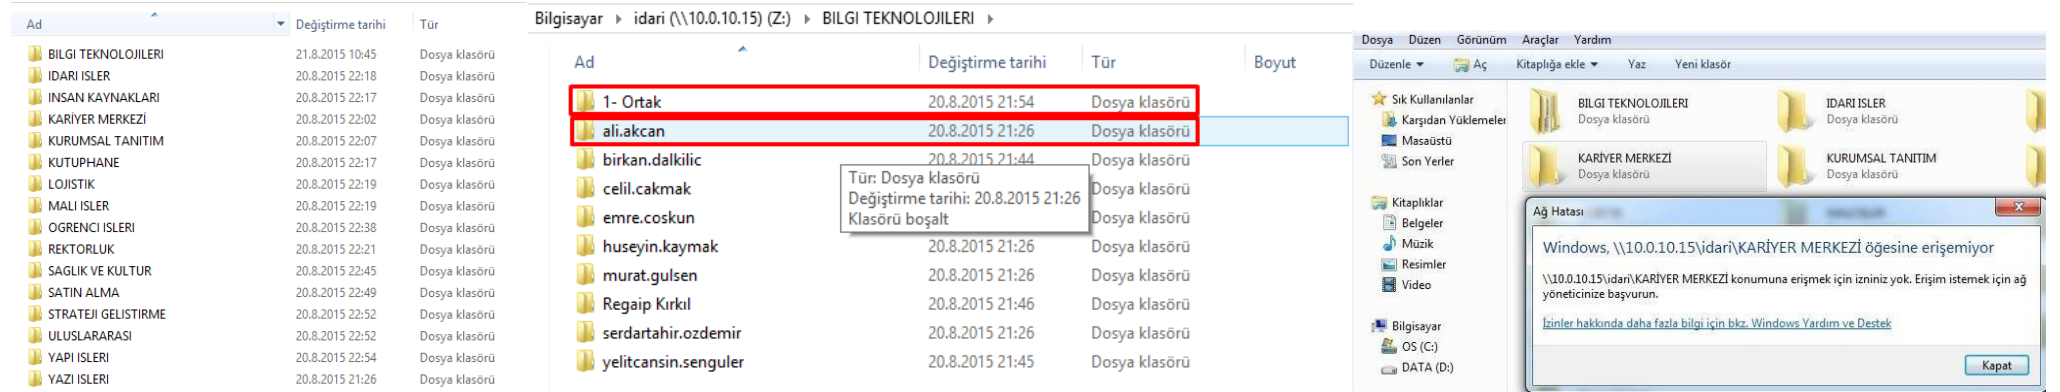 Ad Değiştirme tarihi Tür
BILGI TEKNOLOJILERI 21.8.2015 10:45 Dosya klasörü
IDARI ISLER 20.8.2015 22:18 Dosya klasörü
INSAN KAYNAKLARI 20.8.2015 22:17 Dosya klasörü
KARİYER MERKEZİ 20.8.2015 22:02 Dosya klasörü
KURUMSAL TANITIM 20.8.2015 22:07 Dosya klasörü
KUTUPHANE 20.8.2015 22:17 Dosya klasörü
LOJISTIK 20.8.2015 22:19 Dosya klasörü
MALI ISLER 20.8.2015 22:19 Dosya klasörü
OGRENCI ISLERI 20.8.2015 22:38 Dosya klasörü
REKTORLUK 20.8.2015 22:21 Dosya klasörü
SAGLIK VE KULTUR 20.8.2015 22:45 Dosya klasörü
SATIN ALMA 20.8.2015 22:49 Dosya klasörü
STRATEJI GELISTIRME 20.8.2015 22:52 Dosya klasörü
ULUSLARARASI 20.8.2015 22:52 Dosya klasörü
YAPI ISLERI 20.8.2015 22:54 Dosya klasörü
YAZI ISLERI 20.8.2015 21:26 Dosya klasörü
Bilgisayar idari (\\10.0.10.15) (Z:) BILGI TEKNOLOJILERI
Ad Değiştirme tarihi Tür Boyut
1- Ortak 20.8.2015 21:54 Dosya klasörü
ali.akcan 20.8.2015 21:26 Dosya klasörü
birkan.dalkilic 20.8.2015 21:44 Dosya klasörü
celil.cakmak Dosya klasörü
emre.coskun Dosya klasörü
huseyin.kaymak 20.8.2015 21:26 Dosya klasörü
murat.gulsen 20.8.2015 21:26 Dosya klasörü
Regaip Kırkıl 20.8.2015 21:46 Dosya klasörü
serdartahir.ozdemir 20.8.2015 21:26 Dosya klasörü
yelitcansin.senguler 20.8.2015 21:45 Dosya klasörü
Tür: Dosya klasörü
Değiştirme tarihi: 20.8.2015 21:26
Klasörü boşalt
Dosya Düzen Görünüm Araçlar Yardım
Düzenle Aç Kitaplığa ekle Yaz Yeni klasör
Sık Kullanılanlar
Karşıdan Yüklemeler
Masaüstü
Son Yerler
Kitaplıklar
Belgeler
Müzik
Resimler
Video
Bilgisayar
OS (C:)
DATA (D:)
BILGI TEKNOLOJILERI
Dosya klasörü
IDARI ISLER
Dosya klasörü
KARİYER MERKEZİ
Dosya klasörü
KURUMSAL TANITIM
Dosya klasörü
Ağ Hatası
Windows, \\10.0.10.15\idari\KARİYER MERKEZİ öğesine erişemiyor
\\10.0.10.15\idari\KARİYER MERKEZİ konumuna erişmek için izniniz yok. Erişim istemek için ağ
yöneticinize başvurun.
İzinler hakkında daha fazla bilgi için bkz. Windows Yardım ve Destek
Kapat